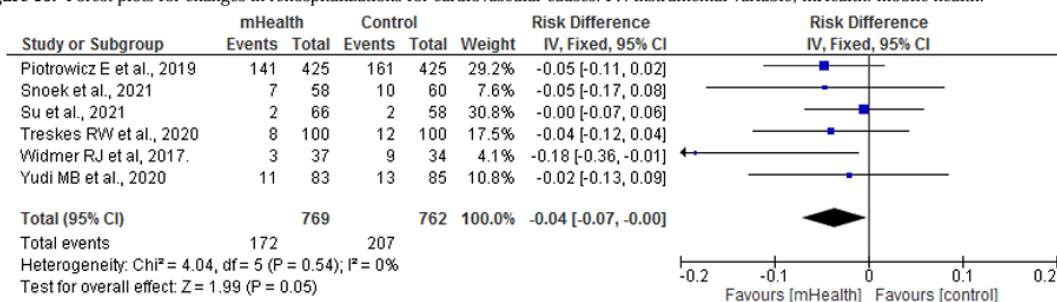 mHealth Control Risk Difference Risk Difference
Study or Subgroup Events Total Events Total Weight IV, Fixed, 95% CI IV, Fixed, 95% CI
Piotrowicz E et al., 2019 141 425 161 425 29.2% -0.05 [-0.11, 0.02]
Snoek et al., 2021 7 58 10 60 7.6% -0.05 [-0.17, 0.08]
Su et al., 2021 2 66 2 58 30.8% -0.00 [-0.07, 0.06]
Treskes RW et al., 2020 8 100 12 100 17.5% -0.04 [-0.12, 0.04]
Widmer RJ et al, 2017. 3 37 9 34 4.1% -0.18 [-0.36, -0.01]
Yudi MB et al., 2020 11 83 13 85 10.8% -0.02 [-0.13, 0.09]
Total (95% CI) 769 762 100.0% -0.04 [-0.07, -0.00]
Total events 172 207
Heterogeneity: Chi² = 4.04, df = 5 (P = 0.54); I² = 0%
Test for overall effect: Z = 1.99 (P = 0.05)
-0.2 -0.1 0 0.1 0.2
Favours [mHealth] Favours [control]